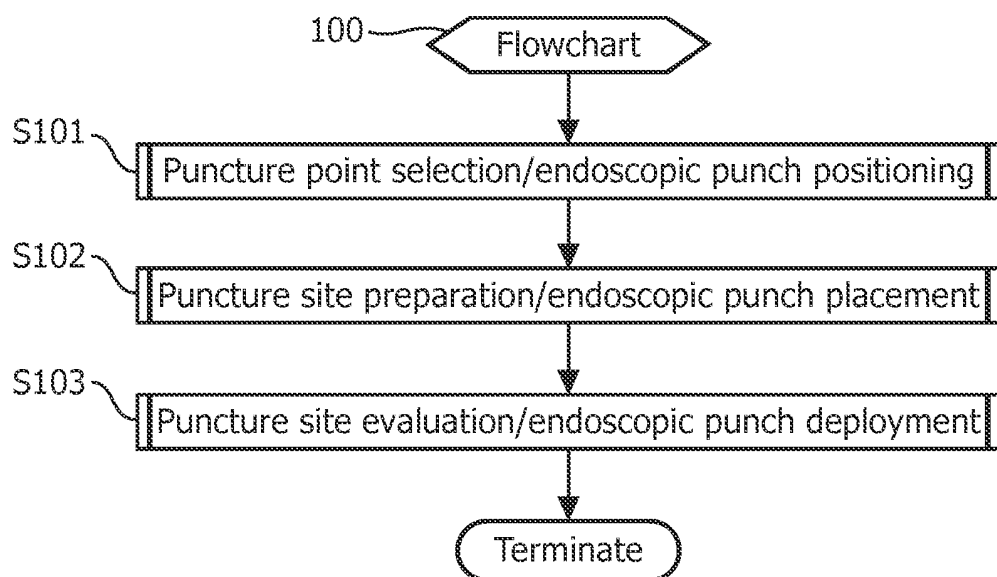 100
Flowchart
S101
Puncture point selection/endoscopic punch positioning
S102
Puncture site preparation/endoscopic punch placement
S103
Puncture site evaluation/endoscopic punch deployment
Terminate